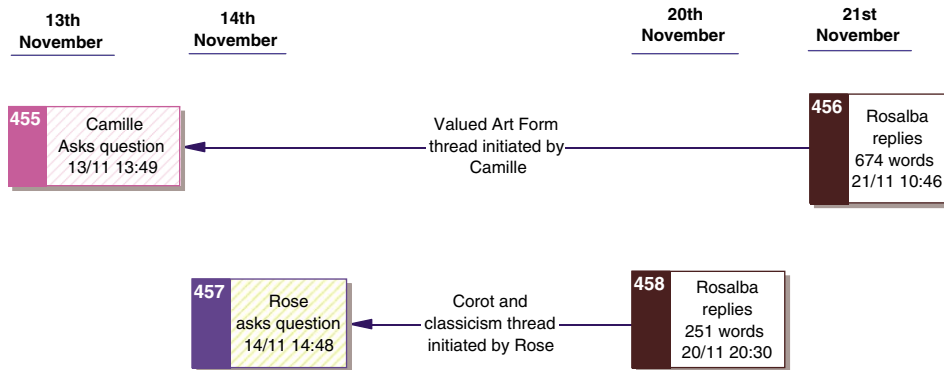 13th
November
14th
November
20th
November
21st
November
455
Camille
Asks question
13/11 13:49
Valued Art Form
thread initiated by
Camille
456
Rosalba
replies
674 words
21/11 10:46
457
Rose
asks question
14/11 14:48
Corot and
classicism thread
initiated by Rose
458
Rosalba
replies
251 words
20/11 20:30